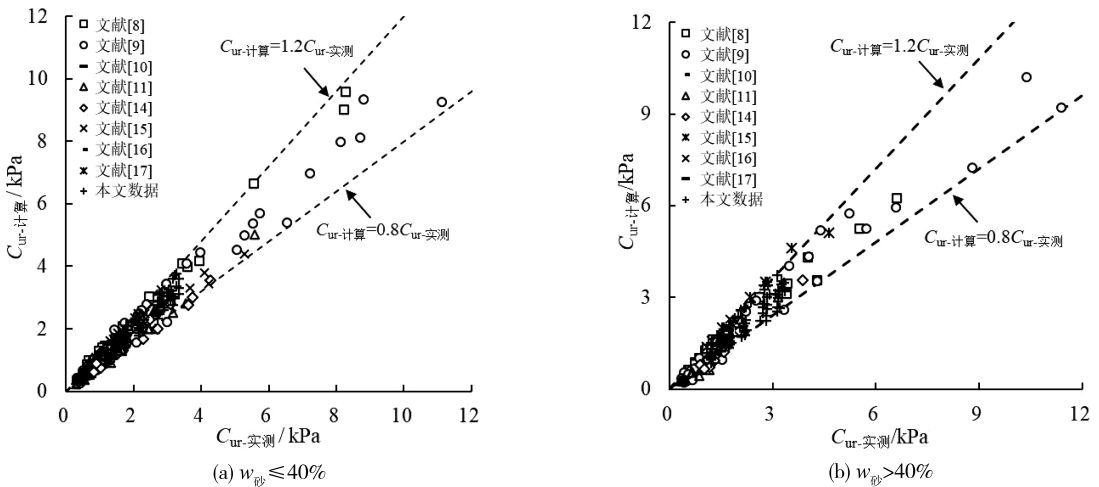 12
10
8
6
4
2
0
0
2
4
6
8
10
12
Cur-计算/ kPa
Cur-实测/ kPa
文献[8]
文献[9]
文献[10]
文献[11]
文献[14]
文献[15]
文献[16]
文献[17]
本文数据
Cur-计算=1.2Cur-实测
Cur-计算=0.8Cur-实测
(a) w砂≤40%
12
9
6
3
0
0
3
6
9
12
Cur-计算/kPa
Cur-实测/kPa
文献[8]
文献[9]
文献[10]
文献[11]
文献[14]
文献[15]
文献[16]
文献[17]
本文数据
Cur-计算=1.2Cur-实测
Cur-计算=0.8Cur-实测
(b) w砂>40%